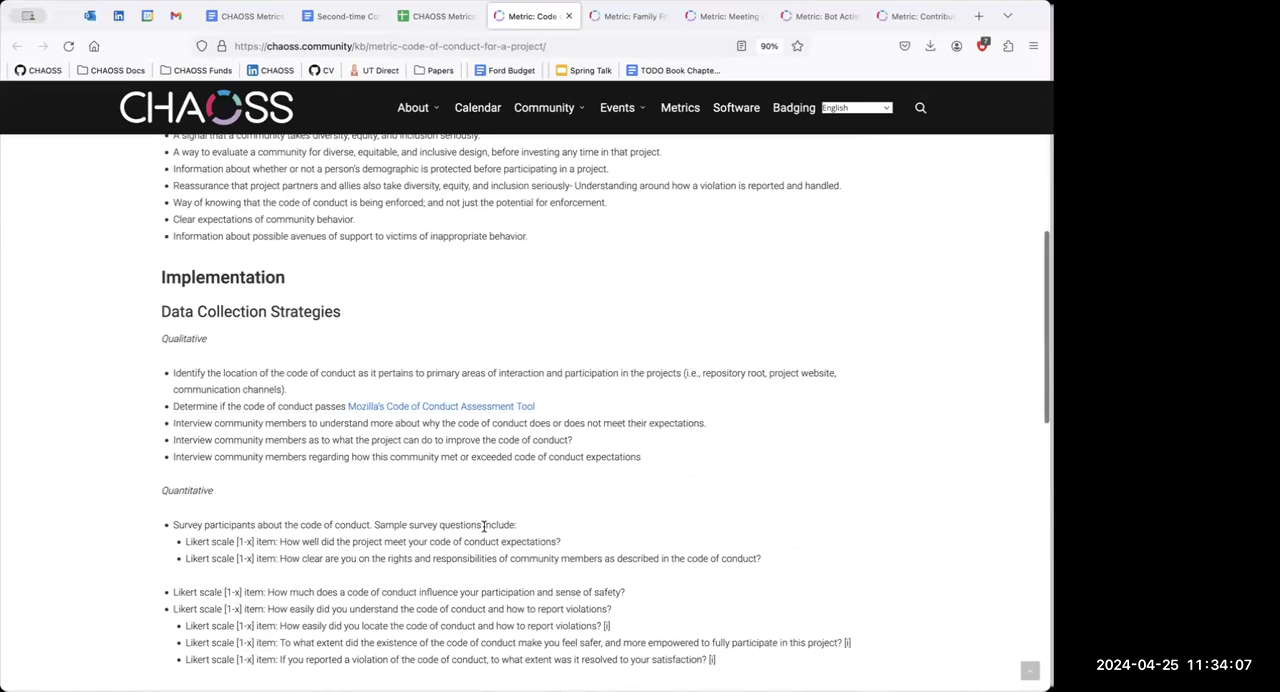 CHAOSS Metrics
Second-time Co
CHAOSS Metric
Metric: Code
Metric: Family Fr
Metric: Meeting
Metric: Bot Activ
Metric: Contribut
https://chaoss.community/kb/metric-code-of-conduct-for-a-project/
90%
7
CHAOSS
CHAOSS Docs
CHAOSS Funds
CHAOSS
CV
UT Direct
Papers
Ford Budget
Spring Talk
TODO Book Chapte...
CHAOSS
About
Calendar
Community
Events
Metrics
Software
Badging
English
A signal that a community takes diversity, equity, and inclusion seriously.
A way to evaluate a community for diverse, equitable, and inclusive design, before investing any time in that project.
Information about whether or not a person's demographic is protected before participating in a project.
Reassurance that project partners and allies also take diversity, equity, and inclusion seriously- Understanding around how a violation is reported and handled.
Way of knowing that the code of conduct is being enforced; and not just the potential for enforcement.
Clear expectations of community behavior.
Information about possible avenues of support to victims of inappropriate behavior.
Implementation
Data Collection Strategies
Qualitative
Identify the location of the code of conduct as it pertains to primary areas of interaction and participation in the projects (i.e., repository root, project website,
communication channels).
Determine if the code of conduct passes Mozilla's Code of Conduct Assessment Tool
Interview community members to understand more about why the code of conduct does or does not meet their expectations.
Interview community members as to what the project can do to improve the code of conduct?
Interview community members regarding how this community met or exceeded code of conduct expectations
Quantitative
Survey participants about the code of conduct. Sample survey questions include:
Likert scale [1-x] item: How well did the project meet your code of conduct expectations?
Likert scale [1-x] item: How clear are you on the rights and responsibilities of community members as described in the code of conduct?
Likert scale [1-x] item: How much does a code of conduct influence your participation and sense of safety?
Likert scale [1-x] item: How easily did you understand the code of conduct and how to report violations?
Likert scale [1-x] item: How easily did you locate the code of conduct and how to report violations? [i]
Likert scale [1-x] item: To what extent did the existence of the code of conduct make you feel safer, and more empowered to fully participate in this project? [i]
Likert scale [1-x] item: If you reported a violation of the code of conduct, to what extent was it resolved to your satisfaction? [i]
2024-04-25 11:34:07